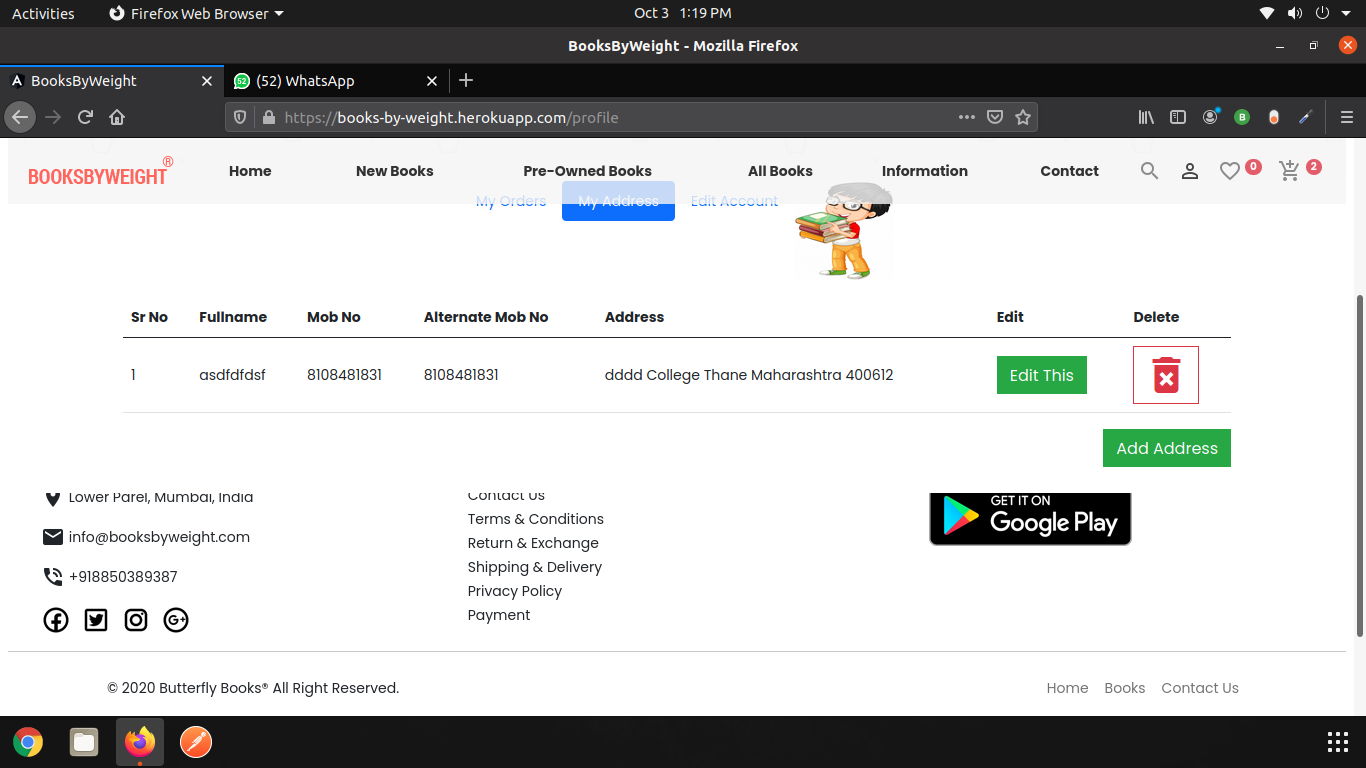 Activities Firefox Web Browser Oct 3 1:19 PM
BooksByWeight - Mozilla Firefox
BooksByWeight 52 (52) WhatsApp
https://books-by-weight.herokuapp.com/profile B
BOOKSBYWEIGHT® Home New Books Pre-Owned Books All Books Information Contact 0 2
My Orders My Address Edit Account
Sr No Fullname Mob No Alternate Mob No Address Edit Delete
1 asdfdfdsf 8108481831 8108481831 dddd College Thane Maharashtra 400612 Edit This
Add Address
Lower Parel, Mumbai, India
info@booksbyweight.com
+918850389387
Contact Us
Terms & Conditions
Return & Exchange
Shipping & Delivery
Privacy Policy
Payment
GET IT ON
Google Play
© 2020 Butterfly Books® All Right Reserved. Home Books Contact Us